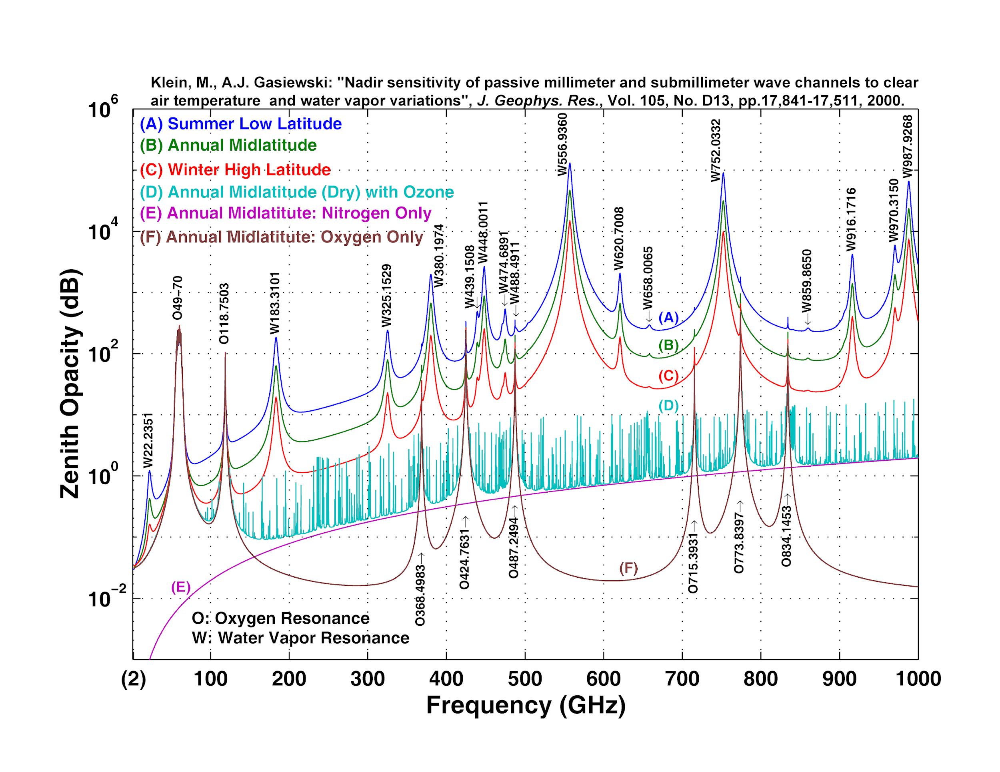 Klein, M., A.J. Gasiewski: "Nadir sensitivity of passive millimeter and submillimeter wave channels to clear
air temperature and water vapor variations", J. Geophys. Res., Vol. 105, No. D13, pp.17,841-17,511, 2000.
(A) Summer Low Latitude
(B) Annual Midlatitude
(C) Winter High Latitude
(D) Annual Midlatitude (Dry) with Ozone
(E) Annual Midlatitute: Nitrogen Only
(F) Annual Midlatitute: Oxygen Only
Zenith Opacity (dB)
10^6
10^4
10^2
10^0
10^−2
W22.2351
O49−70
O118.7503
W183.3101
W325.1529
W380.1974
W439.1508
W448.0011
W474.6891
W488.4911
W556.9360
W620.7008
W658.0065
W752.0332
W859.8650
W916.1716
W970.3150
W987.9268
(A)
(B)
(C)
(D)
(E)
(F)
O368.4983
O424.7631
O487.2494
O715.3931
O773.8397
O834.1453
O: Oxygen Resonance
W: Water Vapor Resonance
(2) 100 200 300 400 500 600 700 800 900 1000
Frequency (GHz)